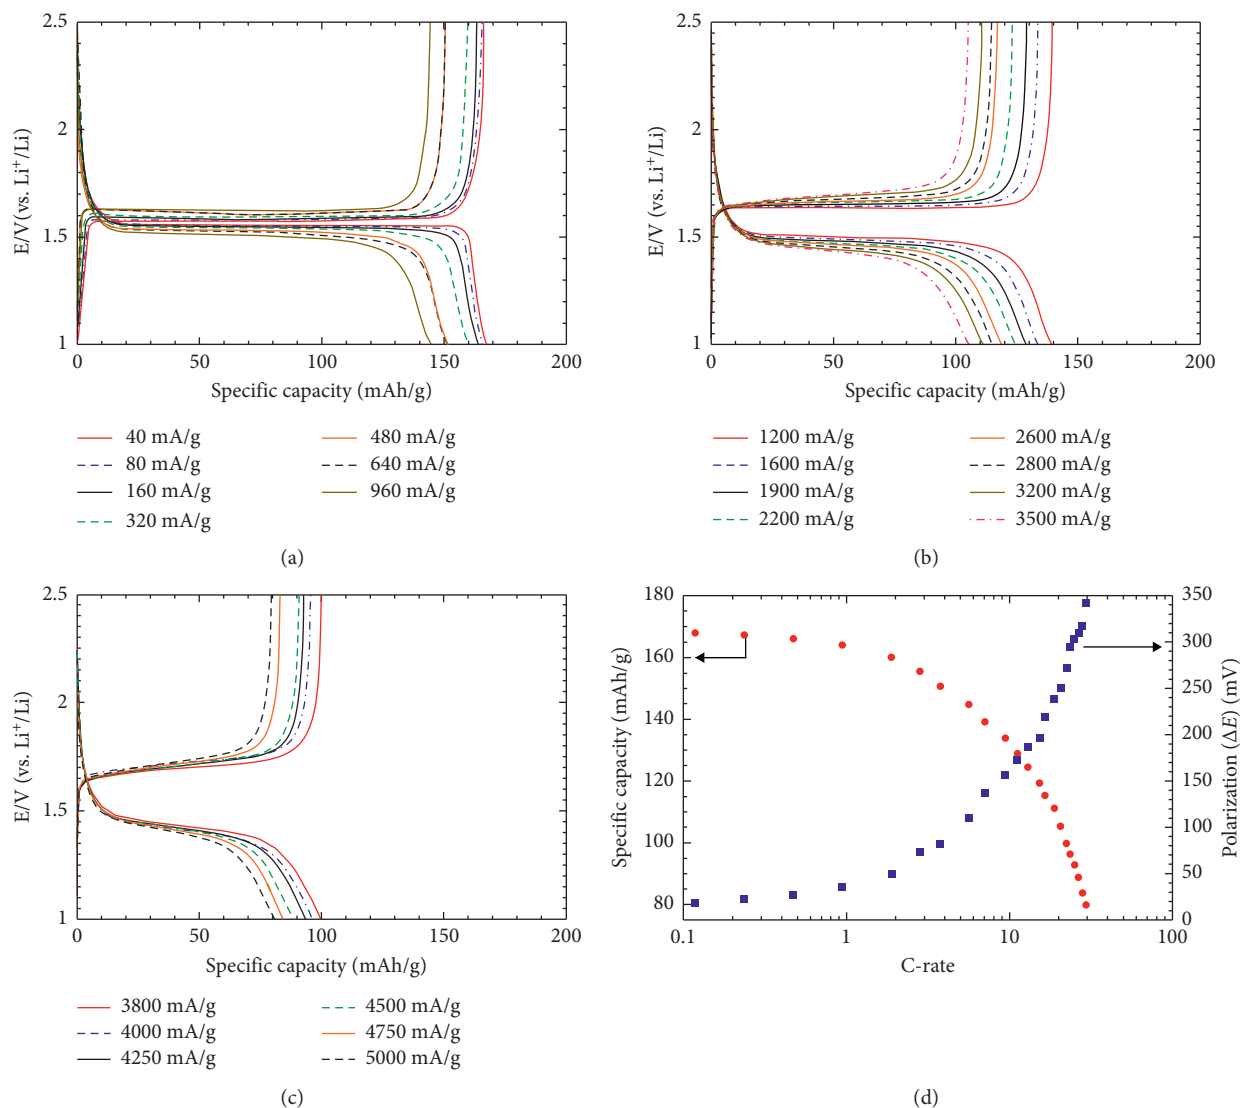 2.5
2
1.5
1
E/V (vs. Li⁺/Li)
0 50 100 150 200
Specific capacity (mAh/g)
40 mA/g
80 mA/g
160 mA/g
320 mA/g
480 mA/g
640 mA/g
960 mA/g
(a)
2.5
2
1.5
1
E/V (vs. Li⁺/Li)
0 50 100 150 200
Specific capacity (mAh/g)
1200 mA/g
1600 mA/g
1900 mA/g
2200 mA/g
2600 mA/g
2800 mA/g
3200 mA/g
3500 mA/g
(b)
2.5
2
1.5
1
E/V (vs. Li⁺/Li)
0 50 100 150 200
Specific capacity (mAh/g)
3800 mA/g
4000 mA/g
4250 mA/g
4500 mA/g
4750 mA/g
5000 mA/g
(c)
180
160
140
120
100
80
Specific capacity (mAh/g)
350
300
250
200
150
100
50
0
Polarization (ΔE) (mV)
0.1 1 10 100
C-rate
(d)